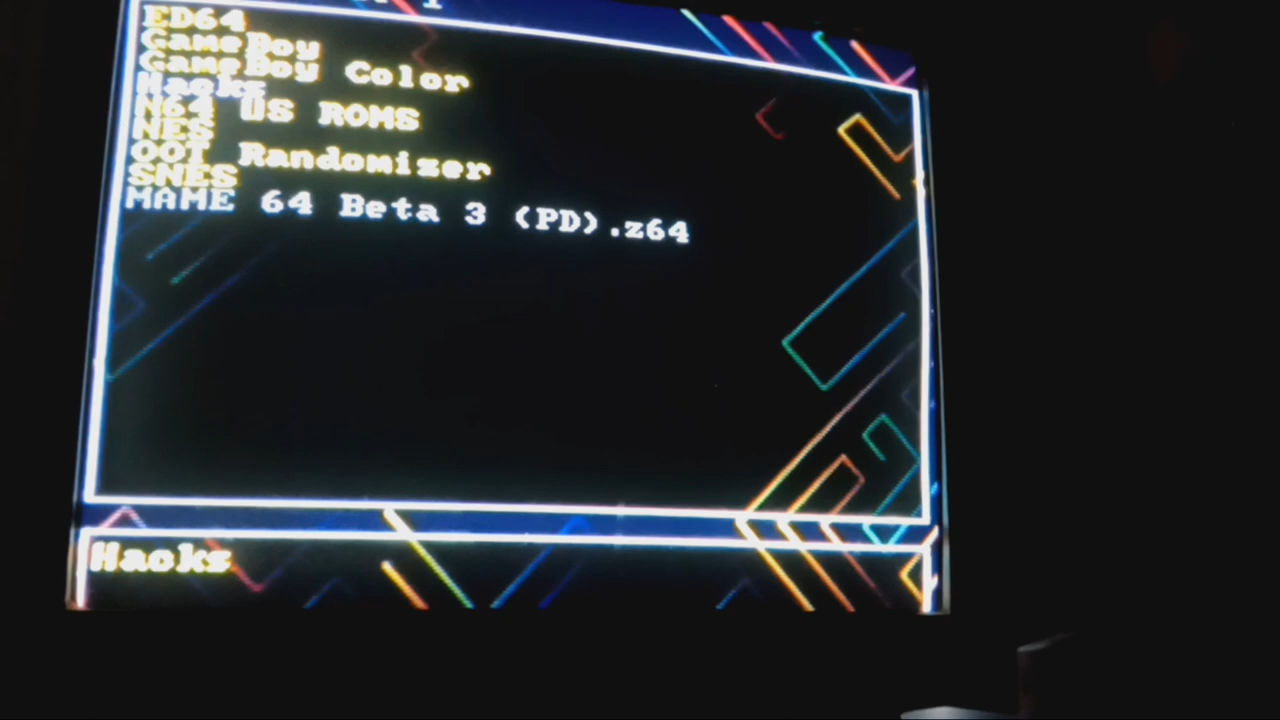 ED64
GameBoy
GameBoy Color
Hacks
N64 US ROMS
NES
OOT Randomizer
SNES
MAME 64 Beta 3 (PD).z64
Hacks